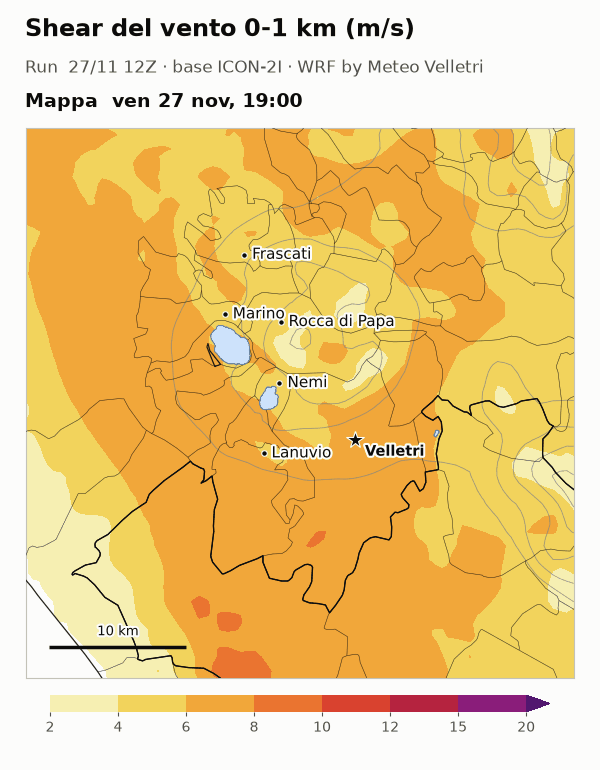 Shear del vento 0-1 km (m/s)
Run  27/11 12Z · base ICON-2I · WRF by Meteo Velletri
Mappa  ven 27 nov, 19:00
Frascati
Marino
Rocca di Papa
Nemi
Velletri
Lanuvio
10 km
2 4 6 8 10 12 15 20